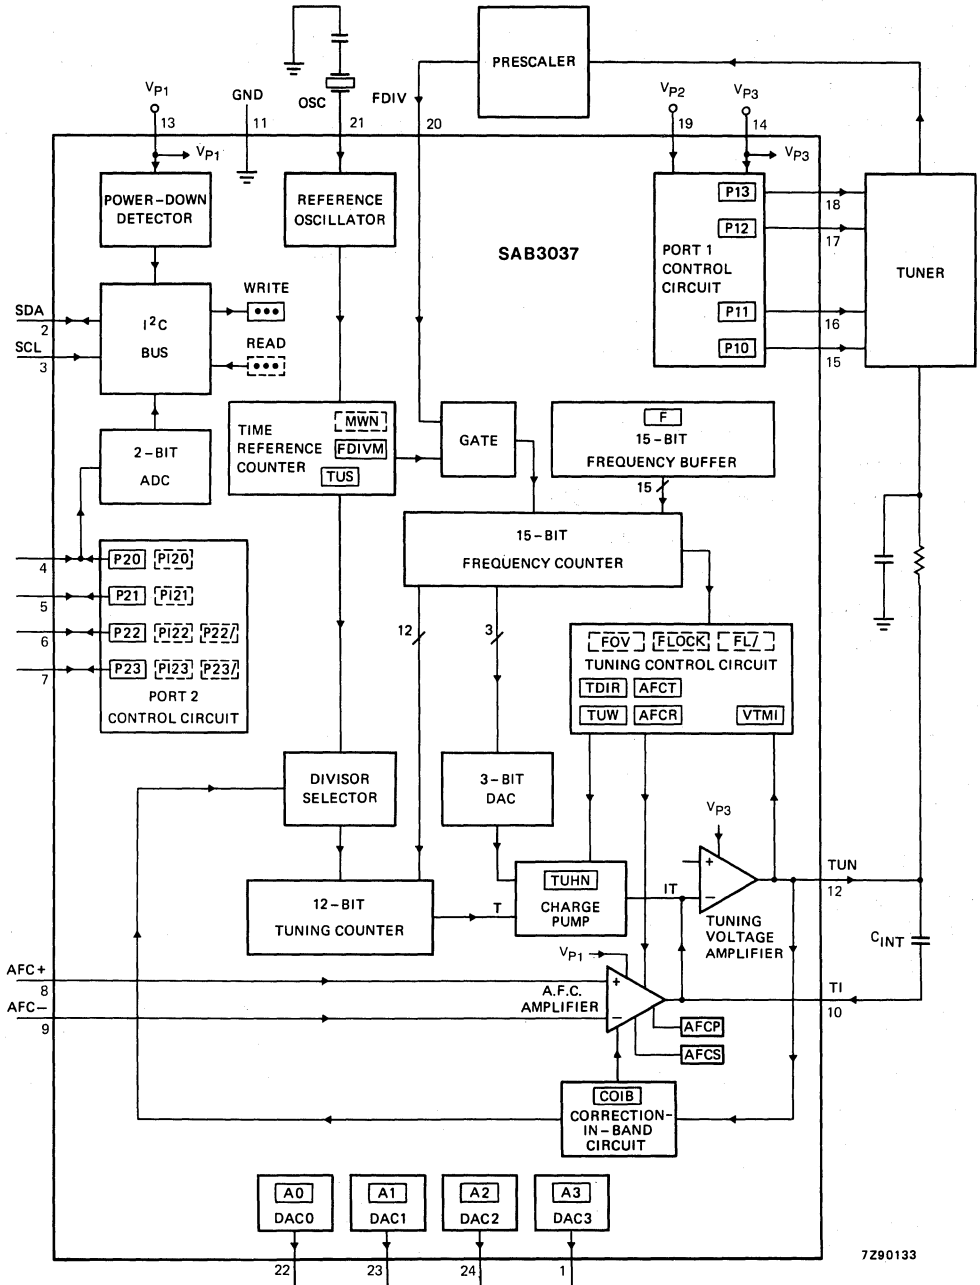 PRESCALER
OSC
FDIV
VP1
GND
VP2
VP3
13
11
21
20
19
14
VP1
VP3
POWER-DOWN
DETECTOR
REFERENCE
OSCILLATOR
SAB3037
PORT 1
CONTROL
CIRCUIT
P13
P12
P11
P10
18
17
16
15
TUNER
SDA
2
SCL
3
I2C
BUS
WRITE
READ
2-BIT
ADC
TIME
REFERENCE
COUNTER
MWN
FDIVM
TUS
GATE
F
15-BIT
FREQUENCY BUFFER
15
15-BIT
FREQUENCY COUNTER
4
5
6
7
P20 PI20
P21 PI21
P22 PI22 P22/
P23 PI23 P23/
PORT 2
CONTROL CIRCUIT
12
3
FOV FLOCK FL/
TUNING CONTROL CIRCUIT
TDIR AFCT
TUW AFCR VTMI
DIVISOR
SELECTOR
3-BIT
DAC
VP3
12-BIT
TUNING COUNTER
T
TUHN
CHARGE
PUMP
IT
+
−
TUNING
VOLTAGE
AMPLIFIER
TUN
12
CINT
VP1
AFC+
8
AFC−
9
A.F.C.
AMPLIFIER
+
−
TI
10
AFCP
AFCS
COIB
CORRECTION-
IN-BAND
CIRCUIT
A0
DAC0
A1
DAC1
A2
DAC2
A3
DAC3
22
23
24
1
7Z90133